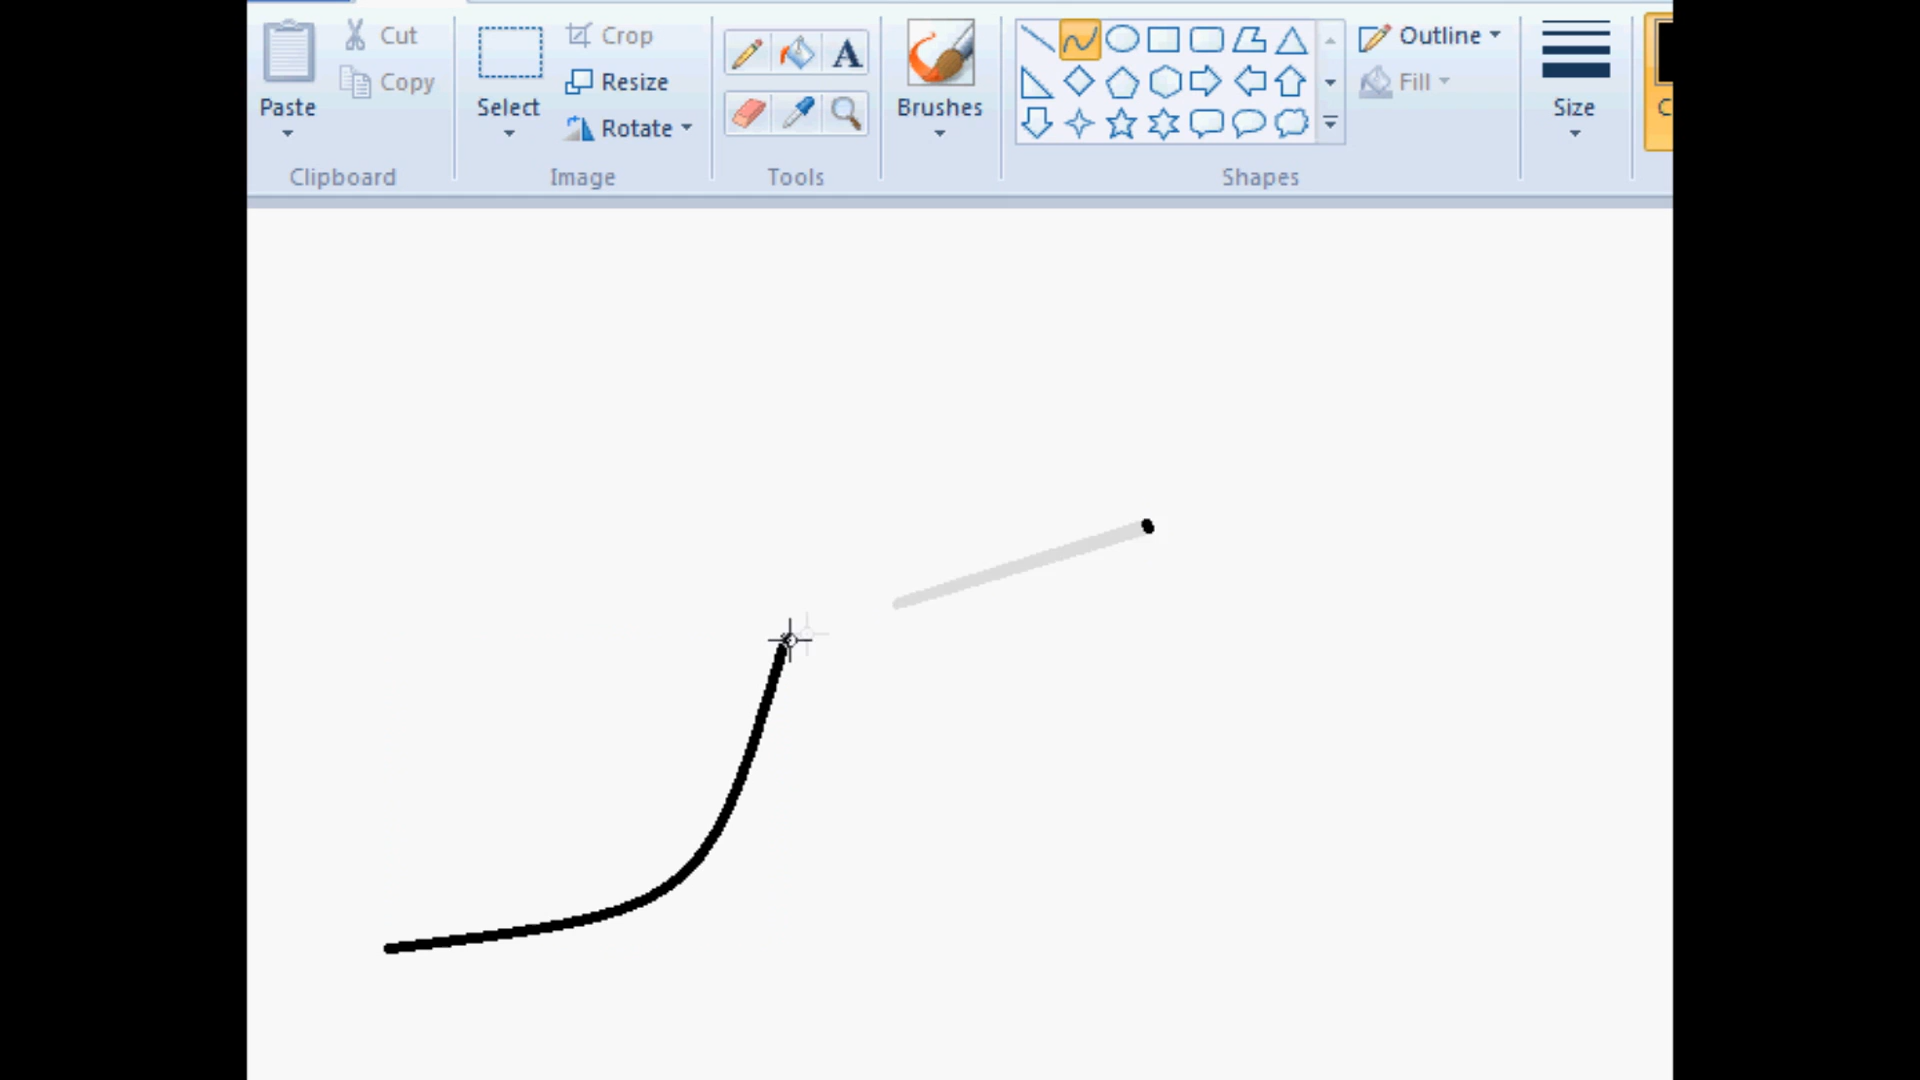 Cut
Copy
Paste
Clipboard
Select
Crop
Resize
Rotate
Image
A
Tools
Brushes
Shapes
Outline
Fill
Size
C